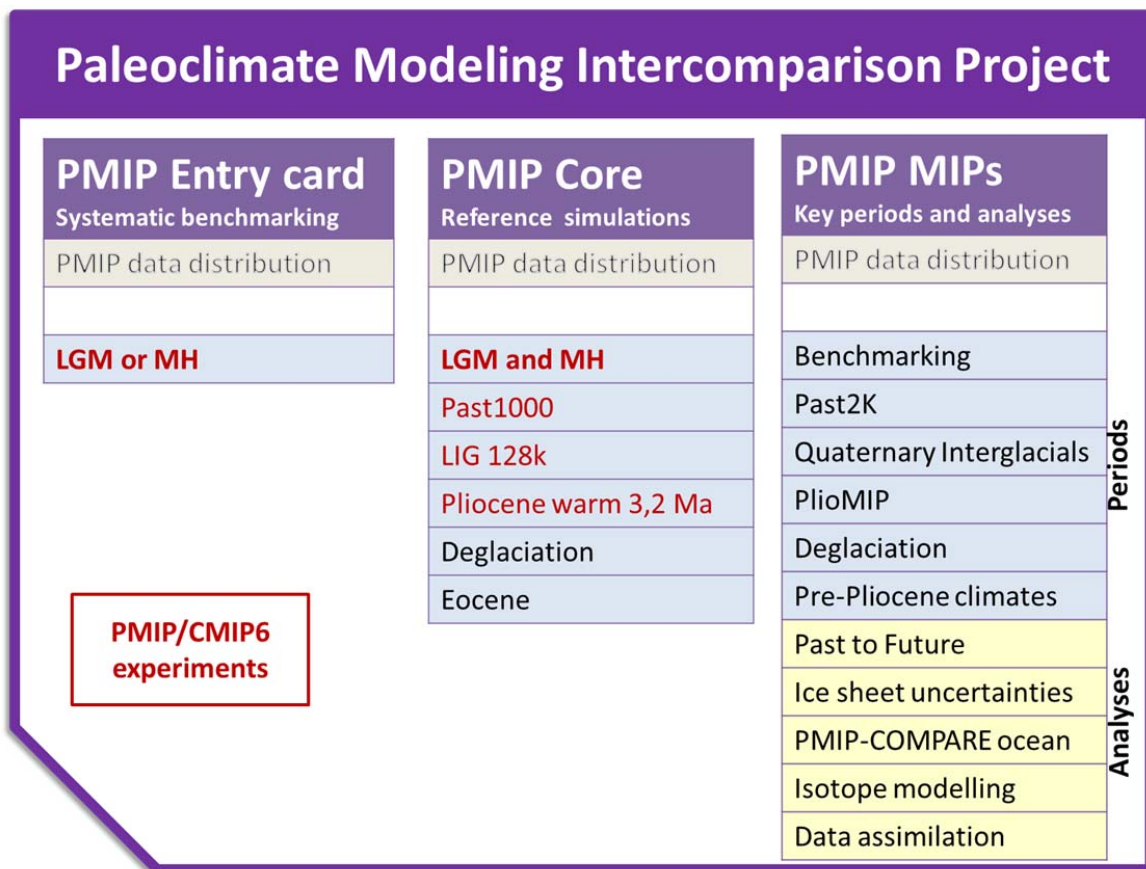 Paleoclimate Modeling Intercomparison Project
PMIP Entry card
Systematic benchmarking
PMIP data distribution
LGM or MH
PMIP/CMIP6
experiments
PMIP Core
Reference simulations
PMIP data distribution
LGM and MH
Past1000
LIG 128k
Pliocene warm 3,2 Ma
Deglaciation
Eocene
PMIP MIPs
Key periods and analyses
PMIP data distribution
Benchmarking
Past2K
Quaternary Interglacials
PlioMIP
Deglaciation
Pre-Pliocene climates
Past to Future
Ice sheet uncertainties
PMIP-COMPARE ocean
Isotope modelling
Data assimilation
Periods
Analyses